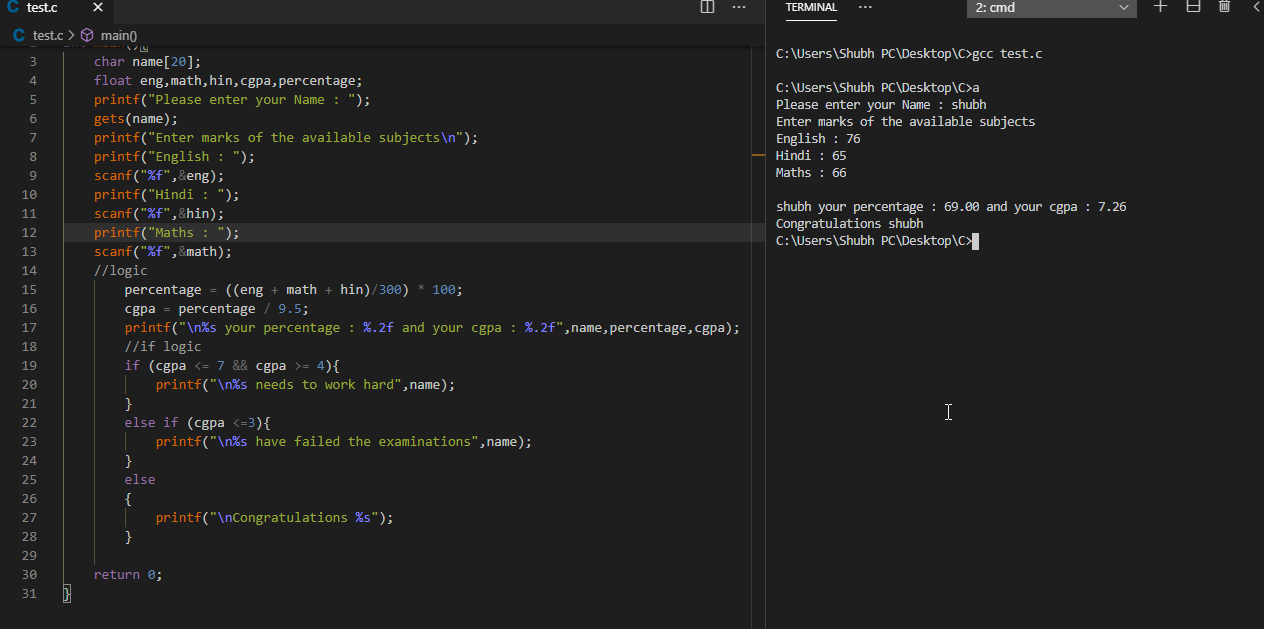 test.c
test.c > main()
3 char name[20];
4 float eng,math,hin,cgpa,percentage;
5 printf("Please enter your Name : ");
6 gets(name);
7 printf("Enter marks of the available subjects\n");
8 printf("English : ");
9 scanf("%f",&eng);
10 printf("Hindi : ");
11 scanf("%f",&hin);
12 printf("Maths : ");
13 scanf("%f",&math);
14 //logic
15 percentage = ((eng + math + hin)/300) * 100;
16 cgpa = percentage / 9.5;
17 printf("\n%s your percentage : %.2f and your cgpa : %.2f",name,percentage,cgpa);
18 //if logic
19 if (cgpa <= 7 && cgpa >= 4){
20 printf("\n%s needs to work hard",name);
21 }
22 else if (cgpa <=3){
23 printf("\n%s have failed the examinations",name);
24 }
25 else
26 {
27 printf("\nCongratulations %s");
28 }
29
30 return 0;
31 }
TERMINAL
2: cmd
C:\Users\Shubh PC\Desktop\C>gcc test.c
C:\Users\Shubh PC\Desktop\C>a
Please enter your Name : shubh
Enter marks of the available subjects
English : 76
Hindi : 65
Maths : 66
shubh your percentage : 69.00 and your cgpa : 7.26
Congratulations shubh
C:\Users\Shubh PC\Desktop\C>